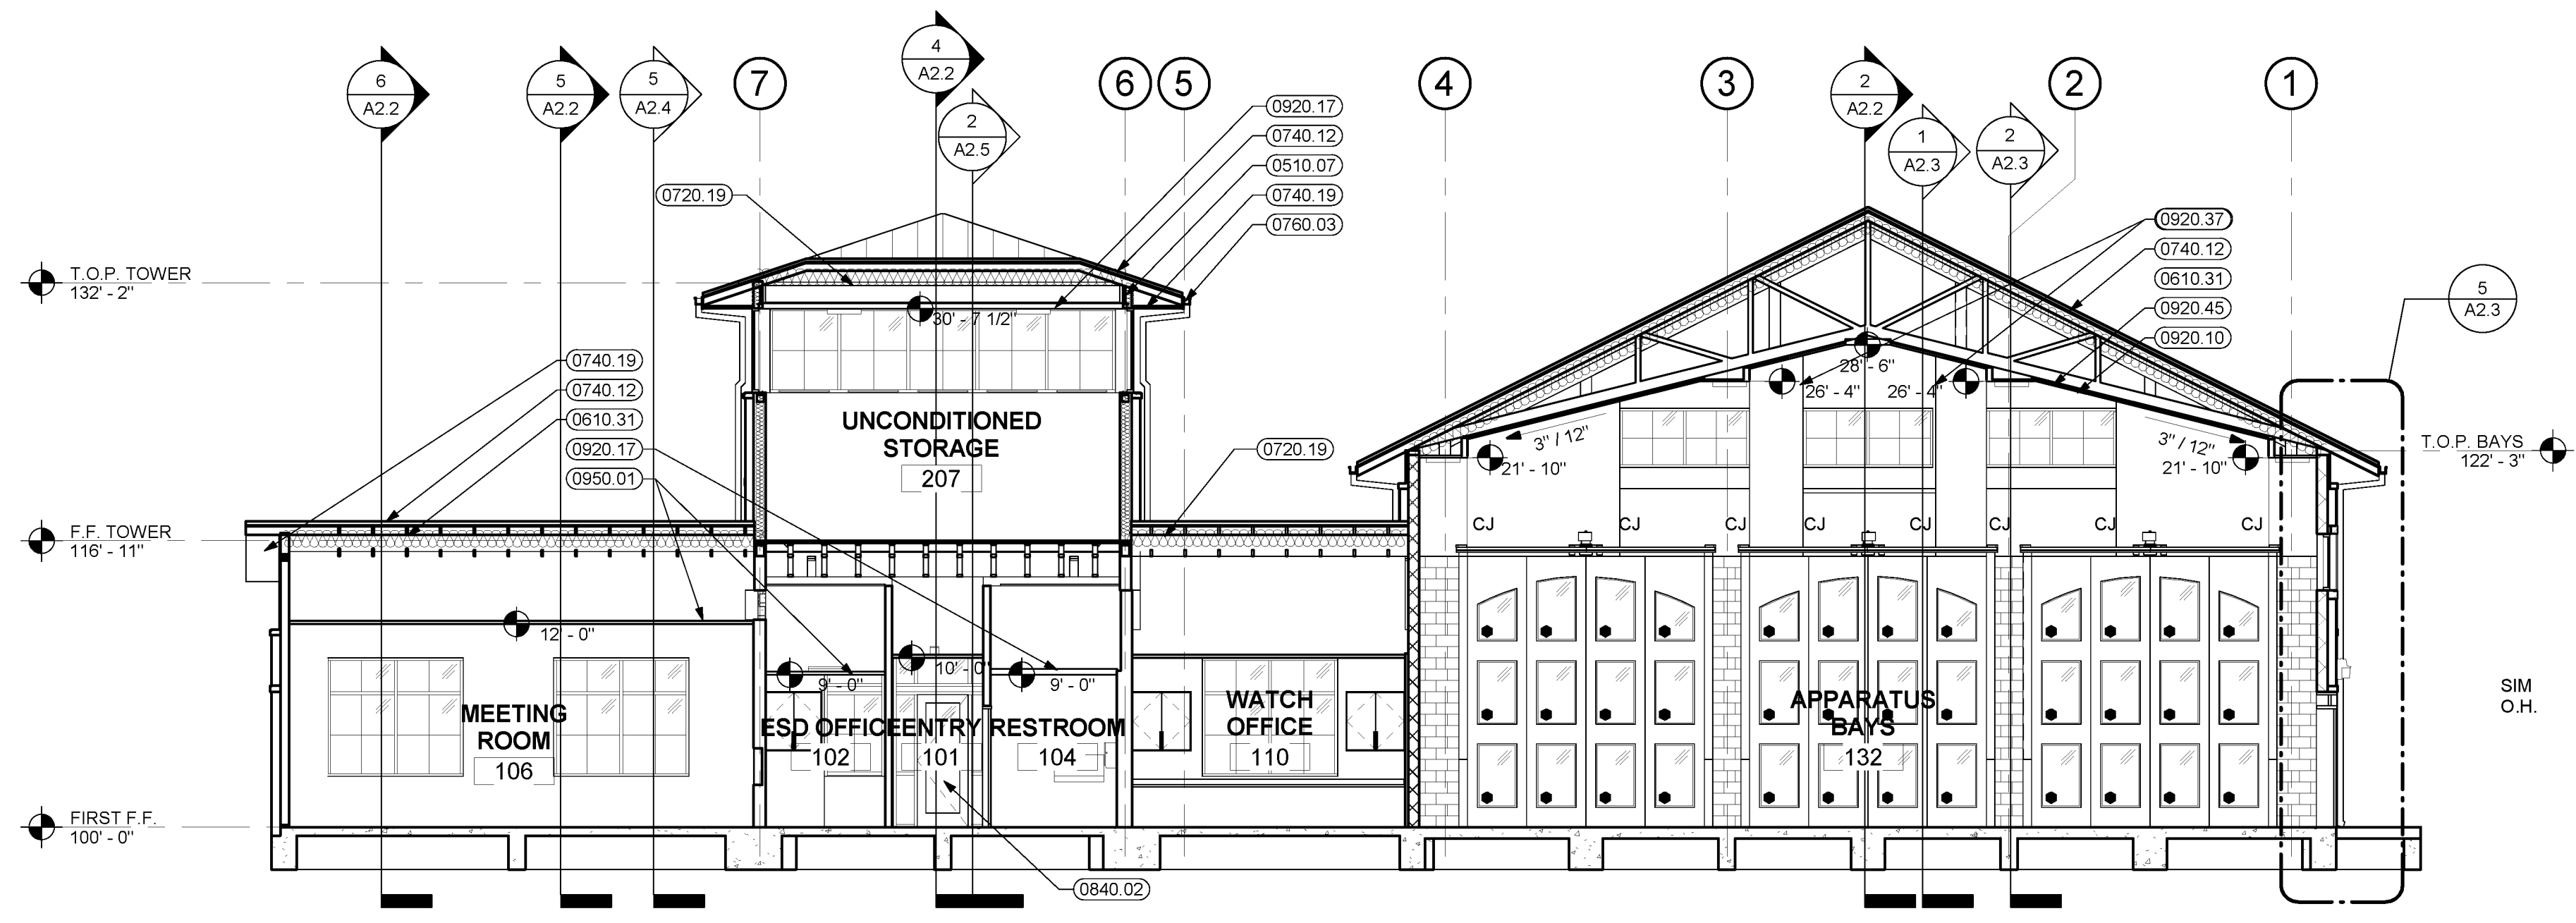 6
A2.2
5
A2.2
5
A2.4
7
4
A2.2
2
A2.5
6
5
4
3
2
A2.2
1
A2.3
2
A2.3
2
1
0920.17
0740.12
0510.07
0740.19
0760.03
0720.19
0920.37
0740.12
0610.31
0920.45
0920.10
5
A2.3
T.O.P. TOWER
132' - 2"
30' - 7 1/2"
28' - 6"
26' - 4"
26' - 4"
0740.19
0740.12
0610.31
0920.17
0950.01
UNCONDITIONED
STORAGE
207
0720.19
3" / 12"
21' - 10"
3" / 12"
21' - 10"
T.O.P. BAYS
122' - 3"
F.F. TOWER
116' - 11"
CJ
CJ
CJ
CJ
CJ
CJ
CJ
CJ
12' - 0"
9' - 0"
10' - 0"
9' - 0"
MEETING
ROOM
106
ESD OFFICE
102
ENTRY
101
RESTROOM
104
WATCH
OFFICE
110
APPARATUS
BAYS
132
SIM
O.H.
FIRST F.F.
100' - 0"
0840.02